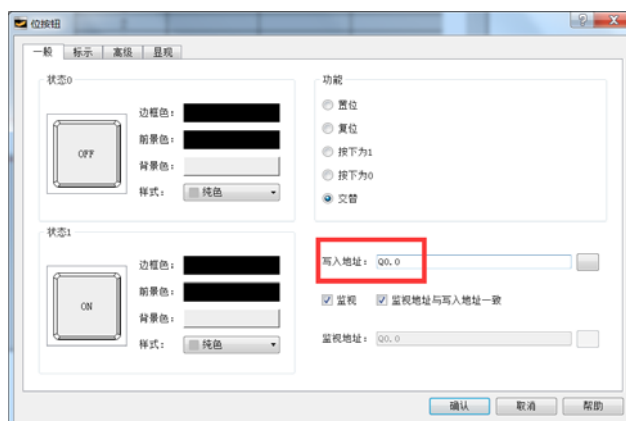 位按钮
一般 标示 高级 显现
状态0
边框色：
前景色：
OFF
背景色：
样式： 纯色
状态1
边框色：
前景色：
ON
背景色：
样式： 纯色
功能
置位
复位
按下为1
按下为0
交替
写入地址： Q0.0
监视 监视地址与写入地址一致
监视地址： Q0.0
确认 取消 帮助